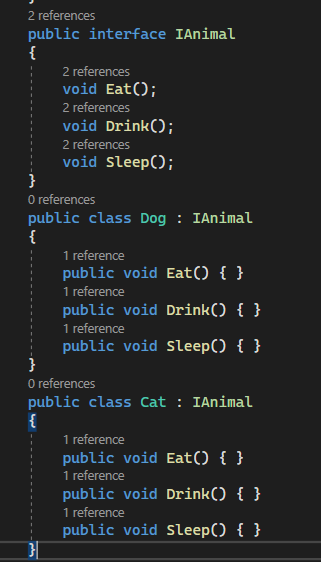 2 references
public interface IAnimal
{
2 references
void Eat();
2 references
void Drink();
2 references
void Sleep();
}
0 references
public class Dog : IAnimal
{
1 reference
public void Eat() { }
1 reference
public void Drink() { }
1 reference
public void Sleep() { }
}
0 references
public class Cat : IAnimal
{
1 reference
public void Eat() { }
1 reference
public void Drink() { }
1 reference
public void Sleep() { }
}